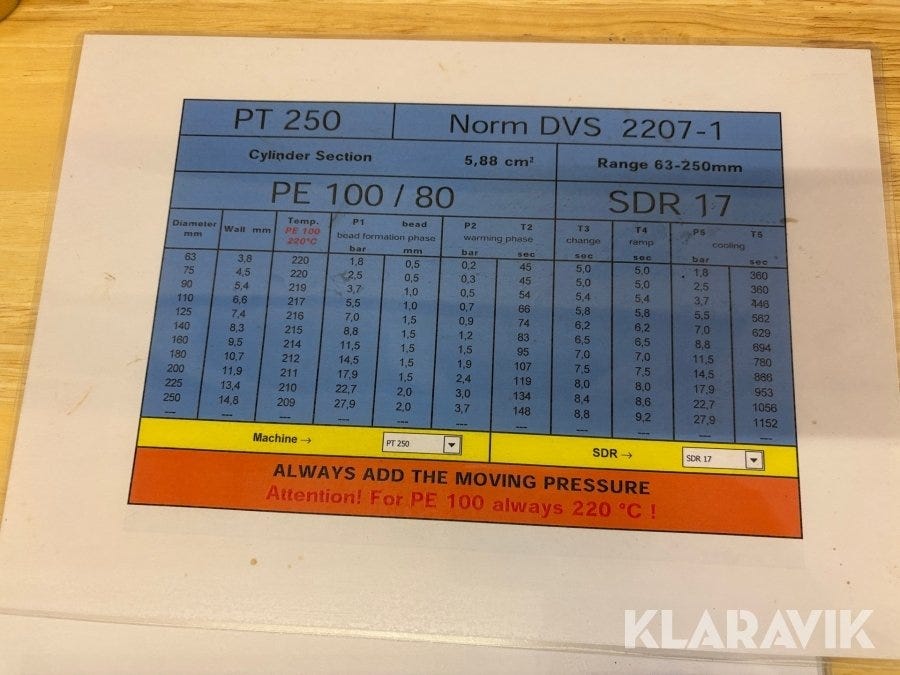 PT 250 Norm DVS 2207-1
Cylinder Section 5,88 cm² Range 63-250mm
PE 100 / 80 SDR 17
Diameter mm Wall mm Temp. PE 100 220°C P1 bead P2 T2 T3 T4 P5 T5
bead formation phase warming phase change ramp cooling
bar mm bar sec sec sec bar sec
63 3,8 220 1,8 0,5 0,2 45 5,0 5,0 1,8 360
75 4,5 220 2,5 0,5 0,3 45 5,0 5,0 2,5 360
90 5,4 219 3,7 1,0 0,5 54 5,4 5,4 3,7 446
110 6,6 217 5,5 1,0 0,7 66 5,8 5,8 5,5 562
125 7,4 216 7,0 1,5 0,9 74 6,2 6,2 7,0 629
140 8,3 215 8,8 1,5 1,2 83 6,5 6,5 8,8 694
160 9,5 214 11,5 1,5 1,5 95 7,0 7,0 11,5 780
180 10,7 212 14,5 1,5 1,9 107 7,5 7,5 14,5 866
200 11,9 211 17,9 1,5 2,4 119 8,0 8,0 17,9 953
225 13,4 210 22,7 2,0 3,0 134 8,4 8,6 22,7 1056
250 14,8 209 27,9 2,0 3,7 148 8,8 9,2 27,9 1152
--- --- --- --- --- --- --- --- --- --- ---
Machine → PT 250 SDR → SDR 17
ALWAYS ADD THE MOVING PRESSURE
Attention! For PE 100 always 220 °C !
KLARAVIK